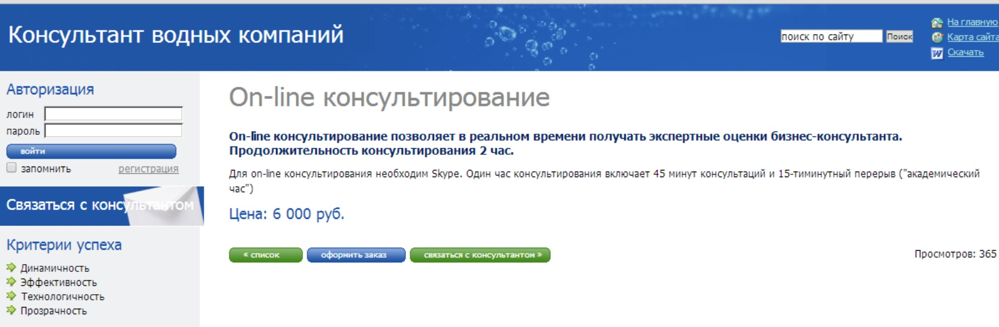 Консультант водных компаний
поиск по сайту
Поиск
На главную
Карта сайта
Скачать
Авторизация
логин
пароль
войти
запомнить
регистрация
Связаться с консультантом
Критерии успеха
Динамичность
Эффективность
Технологичность
Прозрачность
On-line консультирование
On-line консультирование позволяет в реальном времени получать экспертные оценки бизнес-консультанта.
Продолжительность консультирования 2 час.
Для on-line консультирования необходим Skype. Один час консультирования включает 45 минут консультаций и 15-тиминутный перерыв ("академический
час")
Цена: 6 000 руб.
« список
оформить заказ
связаться с консультантом »
Просмотров: 365